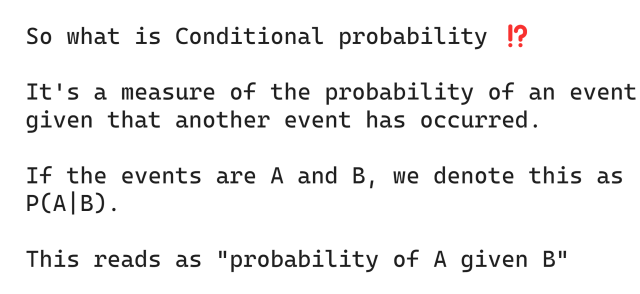 So what is Conditional probability ⁉️
It's a measure of the probability of an event
given that another event has occurred.
If the events are A and B, we denote this as
P(A|B).
This reads as "probability of A given B"